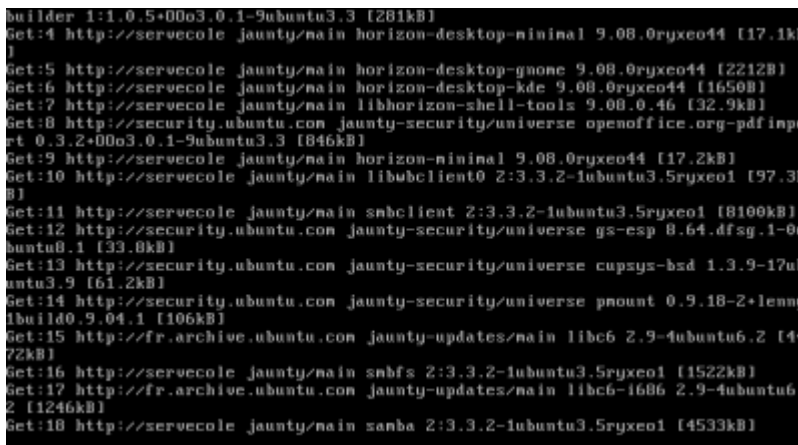 builder 1:1.0.5+OOo3.0.1-9ubuntu3.3 [281kB]
Get:4 http://servecole jaunty/main horizon-desktop-minimal 9.08.0ryxeo44 [17.1k
]
Get:5 http://servecole jaunty/main horizon-desktop-gnome 9.08.0ryxeo44 [2212B]
Get:6 http://servecole jaunty/main horizon-desktop-kde 9.08.0ryxeo44 [1650B]
Get:7 http://servecole jaunty/main libhorizon-shell-tools 9.08.0.46 [32.9kB]
Get:8 http://security.ubuntu.com jaunty-security/universe openoffice.org-pdfimpo
rt 0.3.2+OOo3.0.1-9ubuntu3.3 [846kB]
Get:9 http://servecole jaunty/main horizon-minimal 9.08.0ryxeo44 [17.2kB]
Get:10 http://servecole jaunty/main libwbclient0 2:3.3.2-1ubuntu3.5ryxeo1 [97.3k
B]
Get:11 http://servecole jaunty/main smbclient 2:3.3.2-1ubuntu3.5ryxeo1 [8100kB]
Get:12 http://security.ubuntu.com jaunty-security/universe gs-esp 8.64.dfsg.1-0u
buntu8.1 [33.8kB]
Get:13 http://security.ubuntu.com jaunty-security/universe cupsys-bsd 1.3.9-17ub
untu3.9 [61.2kB]
Get:14 http://security.ubuntu.com jaunty-security/universe pmount 0.9.18-2+lenny
1build0.9.04.1 [106kB]
Get:15 http://fr.archive.ubuntu.com jaunty-updates/main libc6 2.9-4ubuntu6.2 [4
72kB]
Get:16 http://servecole jaunty/main smbfs 2:3.3.2-1ubuntu3.5ryxeo1 [1522kB]
Get:17 http://fr.archive.ubuntu.com jaunty-updates/main libc6-i686 2.9-4ubuntu6
2 [1246kB]
Get:18 http://servecole jaunty/main samba 2:3.3.2-1ubuntu3.5ryxeo1 [4533kB]